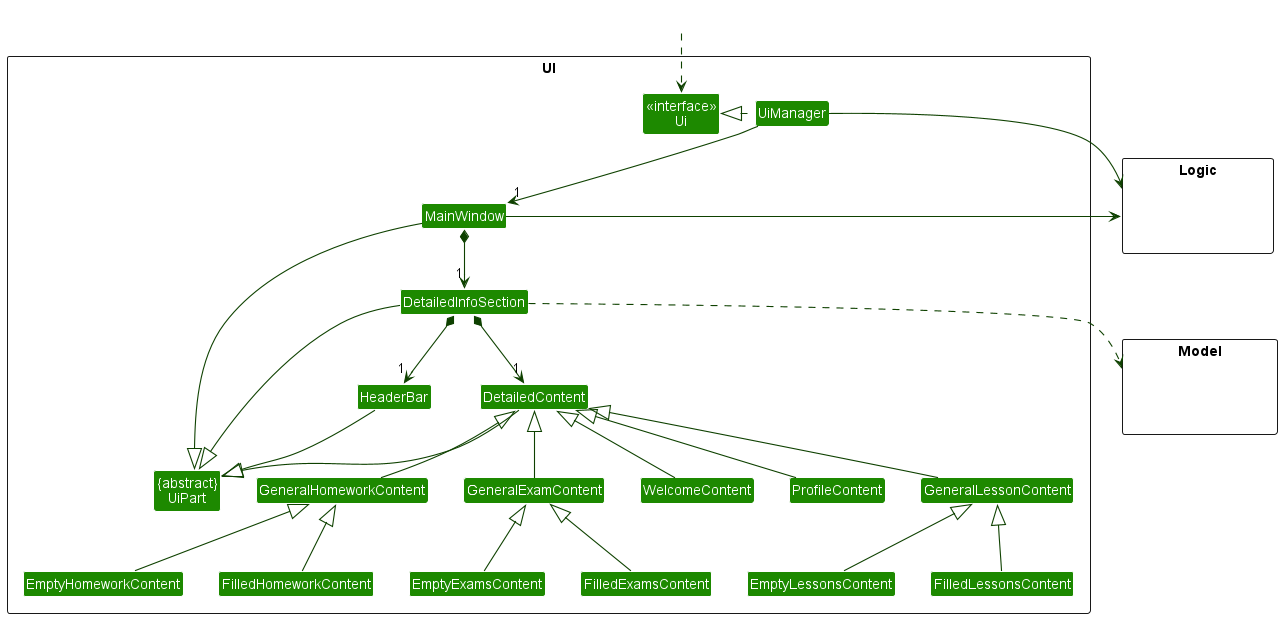 UI
«interface»
Ui
UiManager
Logic
1
MainWindow
1
DetailedInfoSection
Model
1
1
HeaderBar
DetailedContent
{abstract}
UiPart
GeneralHomeworkContent
GeneralExamContent
WelcomeContent
ProfileContent
GeneralLessonContent
EmptyHomeworkContent
FilledHomeworkContent
EmptyExamsContent
FilledExamsContent
EmptyLessonsContent
FilledLessonsContent